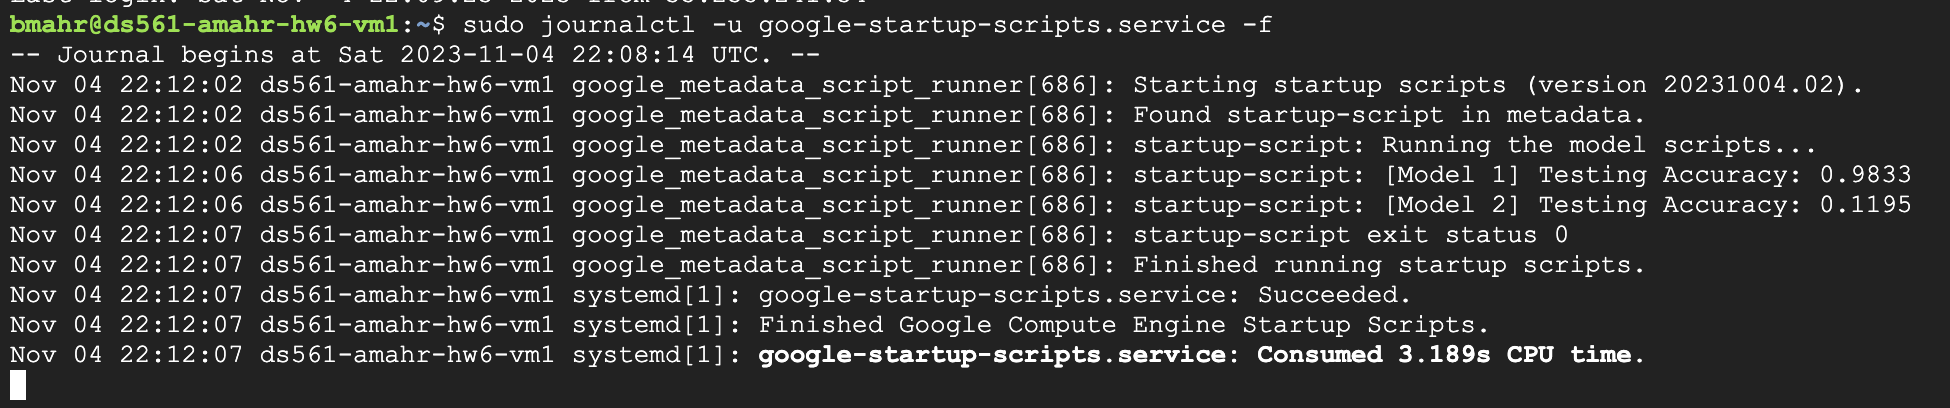 bmahr@ds561-amahr-hw6-vm1:~$ sudo journalctl -u google-startup-scripts.service -f
-- Journal begins at Sat 2023-11-04 22:08:14 UTC. --
Nov 04 22:12:02 ds561-amahr-hw6-vm1 google_metadata_script_runner[686]: Starting startup scripts (version 20231004.02).
Nov 04 22:12:02 ds561-amahr-hw6-vm1 google_metadata_script_runner[686]: Found startup-script in metadata.
Nov 04 22:12:02 ds561-amahr-hw6-vm1 google_metadata_script_runner[686]: startup-script: Running the model scripts...
Nov 04 22:12:06 ds561-amahr-hw6-vm1 google_metadata_script_runner[686]: startup-script: [Model 1] Testing Accuracy: 0.9833
Nov 04 22:12:06 ds561-amahr-hw6-vm1 google_metadata_script_runner[686]: startup-script: [Model 2] Testing Accuracy: 0.1195
Nov 04 22:12:07 ds561-amahr-hw6-vm1 google_metadata_script_runner[686]: startup-script exit status 0
Nov 04 22:12:07 ds561-amahr-hw6-vm1 google_metadata_script_runner[686]: Finished running startup scripts.
Nov 04 22:12:07 ds561-amahr-hw6-vm1 systemd[1]: google-startup-scripts.service: Succeeded.
Nov 04 22:12:07 ds561-amahr-hw6-vm1 systemd[1]: Finished Google Compute Engine Startup Scripts.
Nov 04 22:12:07 ds561-amahr-hw6-vm1 systemd[1]: google-startup-scripts.service: Consumed 3.189s CPU time.